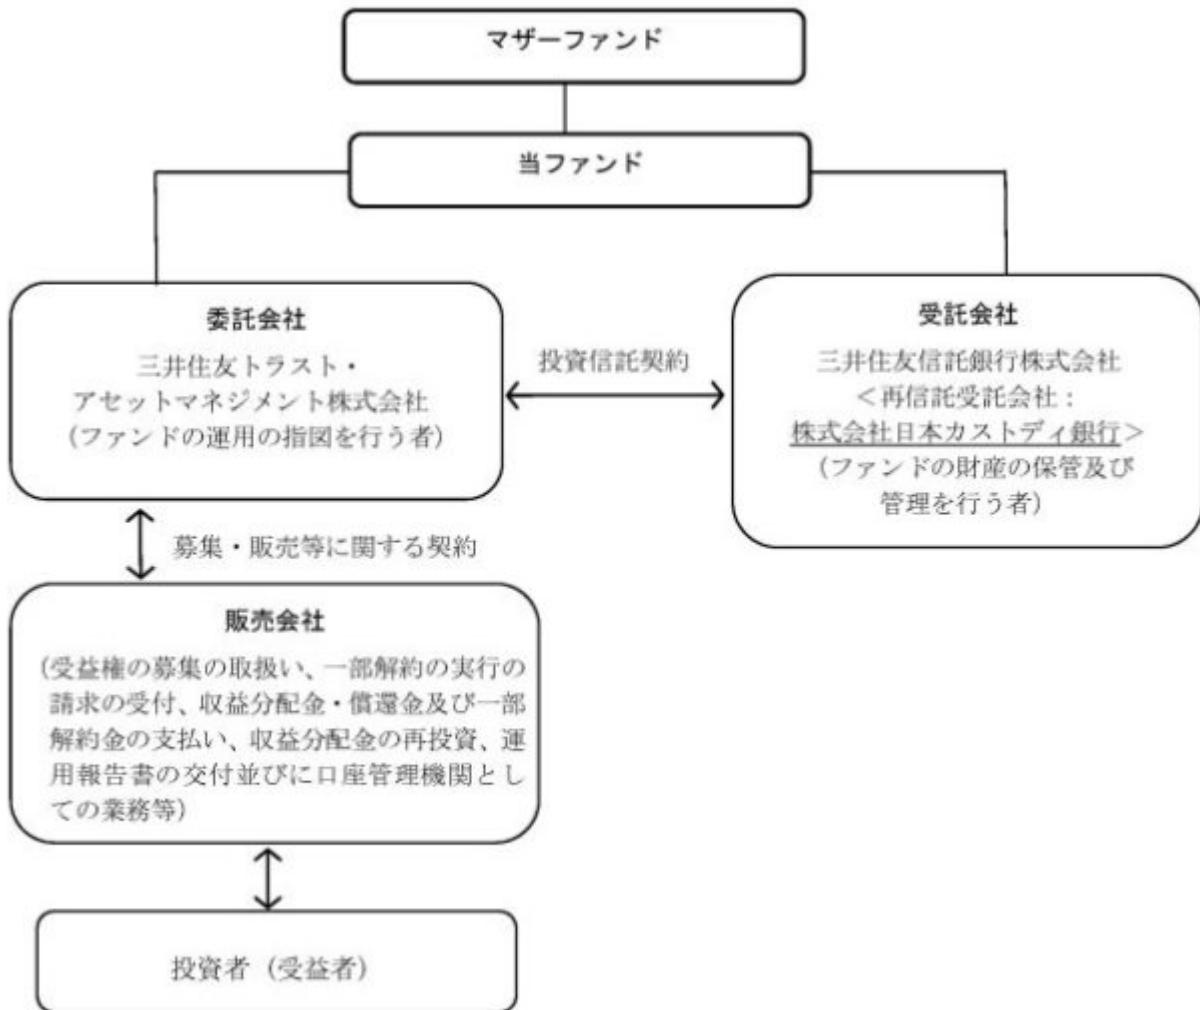 マザーファンド
当ファンド
委託会社
三井住友トラスト・
アセットマネジメント株式会社
（ファンドの運用の指図を行う者）
投資信託契約
受託会社
三井住友信託銀行株式会社
＜再信託受託会社：
株式会社日本カストディ銀行＞
（ファンドの財産の保管及び
管理を行う者）
募集・販売等に関する契約
販売会社
（受益権の募集の取扱い、一部解約の実行の
請求の受付、収益分配金・償還金及び一部
解約金の支払い、収益分配金の再投資、運
用報告書の交付並びに口座管理機関とし
ての業務等）
投資者（受益者）